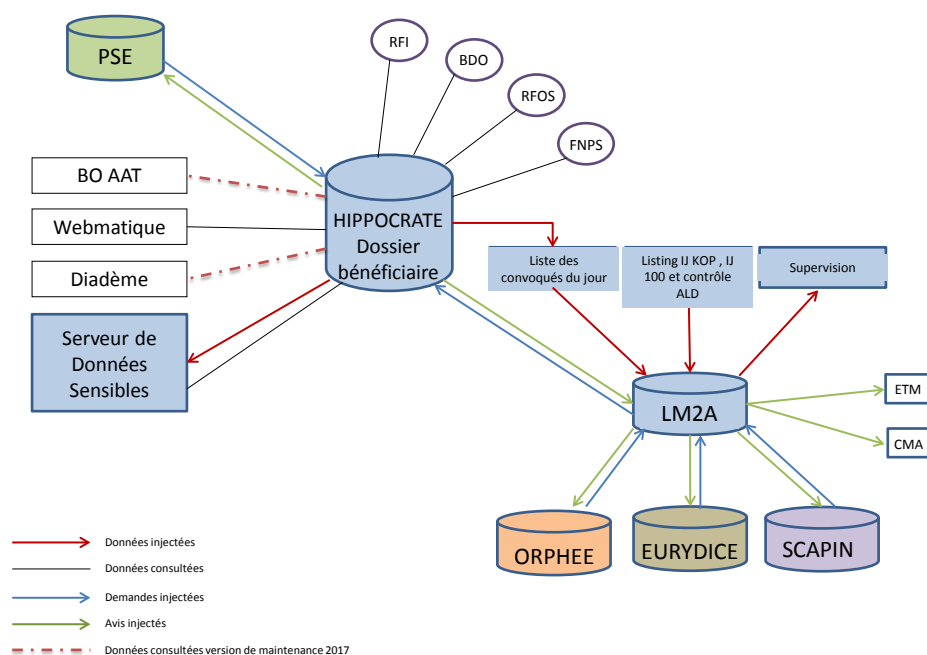 PSE
RFI
BDO
RFOS
FNPS
BO AAT
Webmatique
Diadème
Serveur de
Données
Sensibles
HIPPOCRATE
Dossier
bénéficiaire
Liste des
convoqués du jour
Listing IJ KOP , IJ
100 et contrôle
ALD
Supervision
LM2A
ETM
CMA
ORPHEE
EURYDICE
SCAPIN
Données injectées
Données consultées
Demandes injectées
Avis injectés
Données consultées version de maintenance 2017